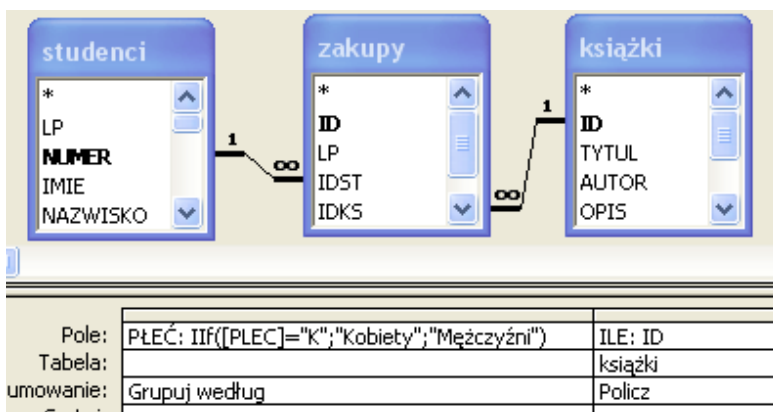 studenci
*
LP
NUMER
IMIE
NAZWISKO
1
∞
zakupy
*
ID
LP
IDST
IDKS
1
∞
książki
*
ID
TYTUL
AUTOR
OPIS
Pole: PŁEĆ: IIf([PLEC]="K";"Kobiety";"Mężczyźni") ILE: ID
Tabela: książki
umowanie: Grupuj według Policz